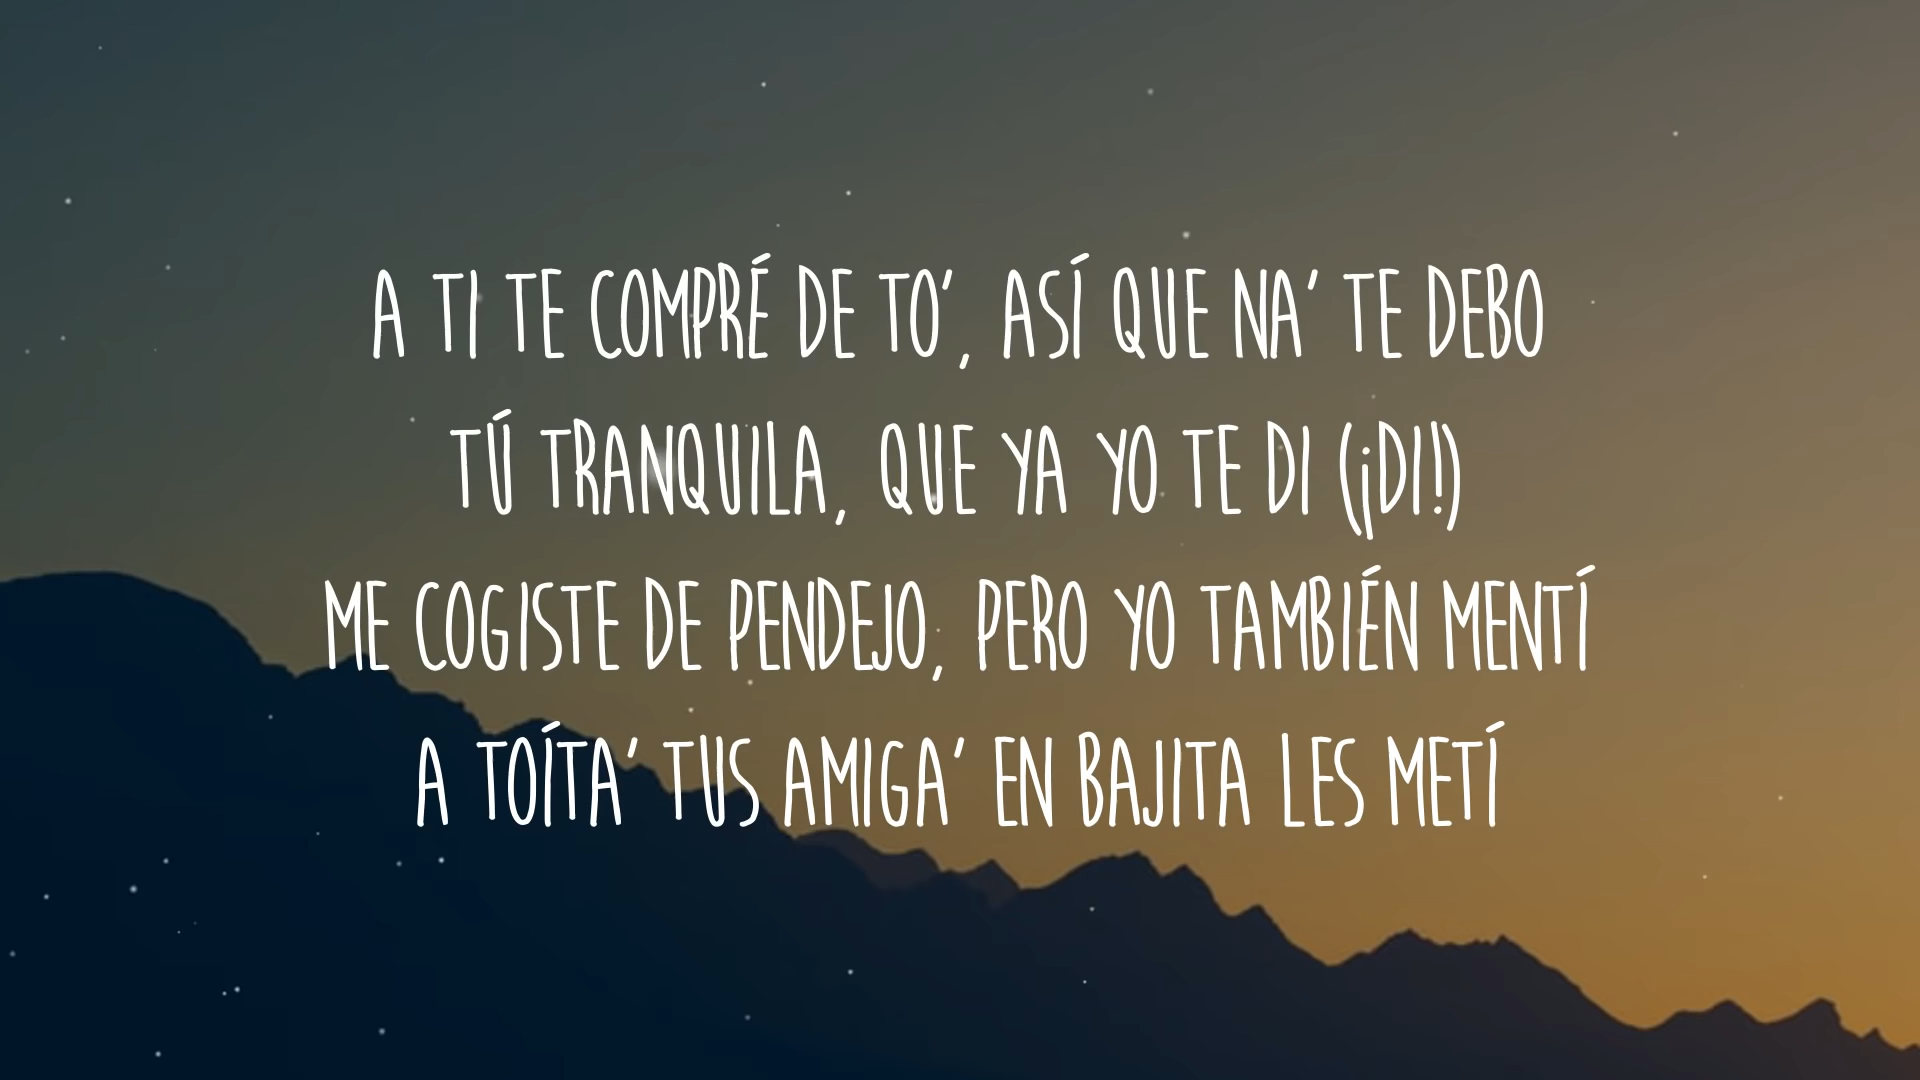 A TI TE COMPRÉ DE TO', ASÍ QUE NA' TE DEBO
TÚ TRANQUILA, QUE YA YO TE DI (¡DI!)
ME COGISTE DE PENDEJO, PERO YO TAMBIÉN MENTÍ
A TOÍTA' TUS AMIGA' EN BAJITA LES METÍ